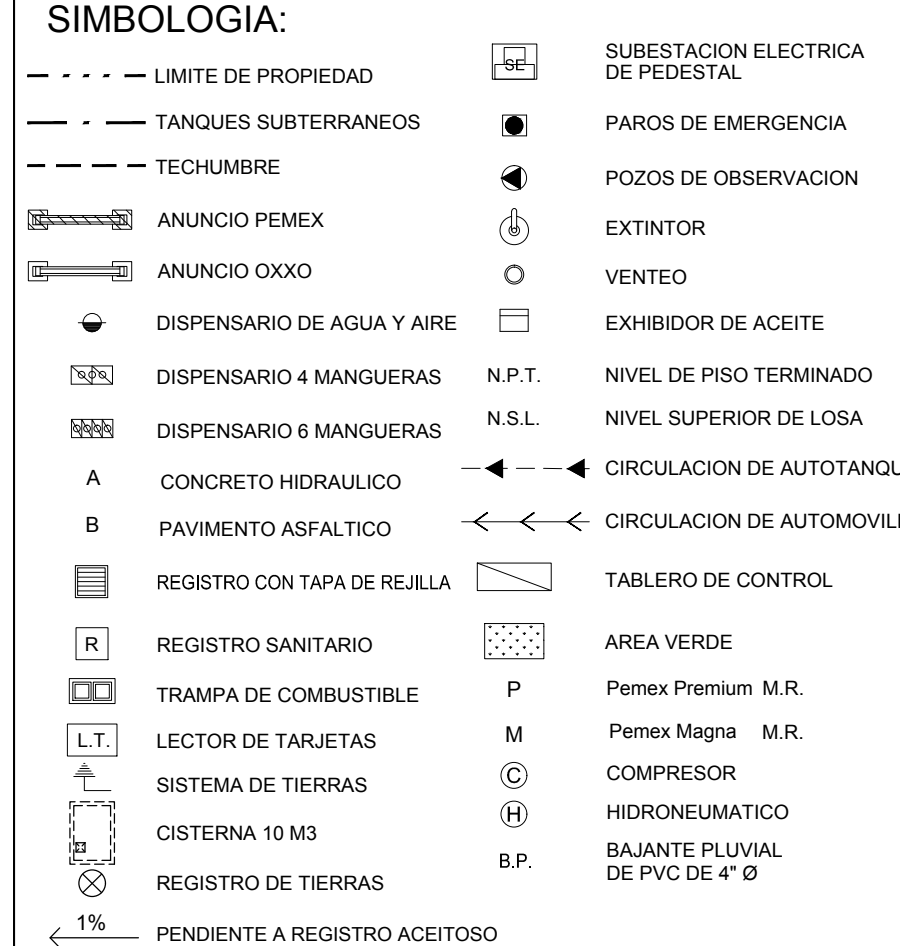 SIMBOLOGIA:
LIMITE DE PROPIEDAD
TANQUES SUBTERRANEOS
TECHUMBRE
ANUNCIO PEMEX
ANUNCIO OXXO
DISPENSARIO DE AGUA Y AIRE
DISPENSARIO 4 MANGUERAS
DISPENSARIO 6 MANGUERAS
A CONCRETO HIDRAULICO
B PAVIMENTO ASFALTICO
REGISTRO CON TAPA DE REJILLA
R REGISTRO SANITARIO
TRAMPA DE COMBUSTIBLE
L.T. LECTOR DE TARJETAS
SISTEMA DE TIERRAS
CISTERNA 10 M3
REGISTRO DE TIERRAS
1% PENDIENTE A REGISTRO ACEITOSO
SE SUBESTACION ELECTRICA
DE PEDESTAL
PAROS DE EMERGENCIA
POZOS DE OBSERVACION
EXTINTOR
VENTEO
EXHIBIDOR DE ACEITE
N.P.T. NIVEL DE PISO TERMINADO
N.S.L. NIVEL SUPERIOR DE LOSA
CIRCULACION DE AUTOTANQU
CIRCULACION DE AUTOMOVIL
TABLERO DE CONTROL
AREA VERDE
P Pemex Premium M.R.
M Pemex Magna M.R.
C COMPRESOR
H HIDRONEUMATICO
B.P. BAJANTE PLUVIAL
DE PVC DE 4" Ø